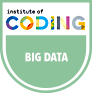 institute of
CODING
BIG DATA